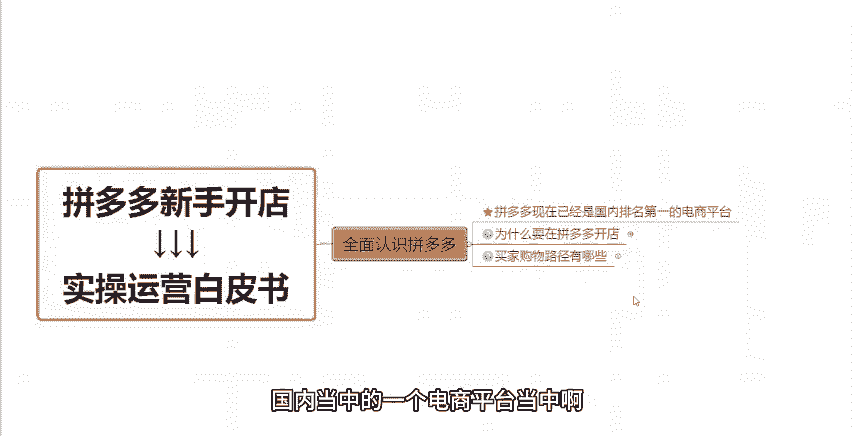 拼多多新手开店
↓↓↓
实操运营白皮书
全面认识拼多多
拼多多现在已经是国内排名第一的电商平台
为什么要在拼多多开店
买家购物路径有哪些
国内当中的一个电商平台当中啊